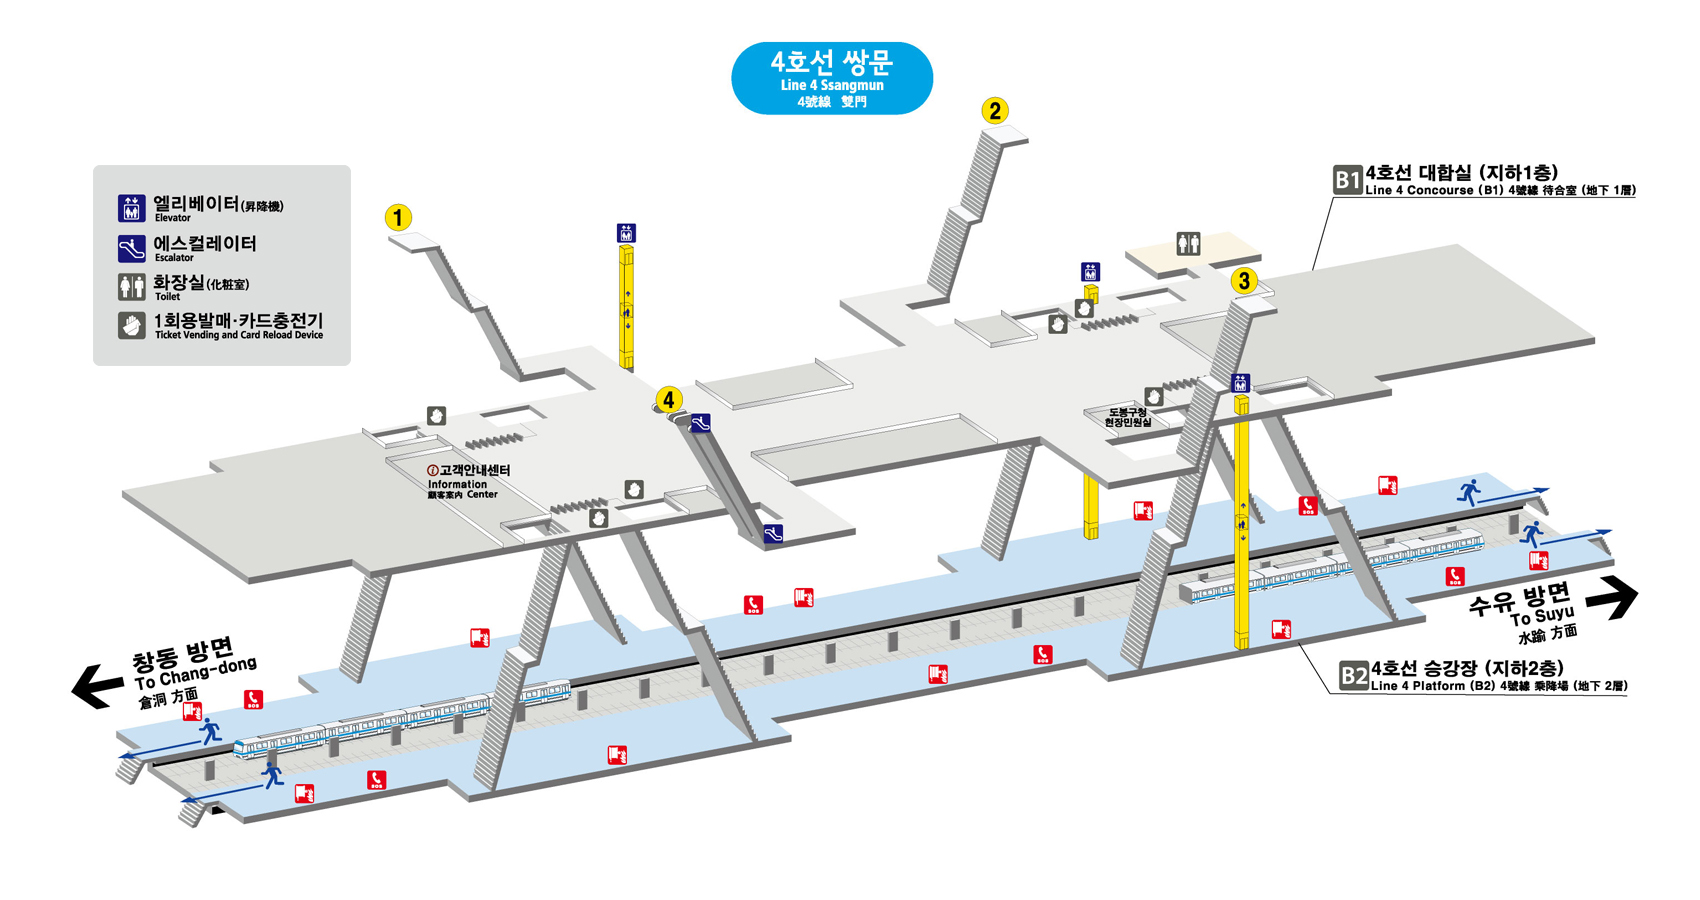 4호선 쌍문
Line 4 Ssangmun
4號線 雙門
엘리베이터(昇降機)
Elevator
에스컬레이터
Escalator
화장실(化粧室)
Toilet
1회용발매·카드충전기
Ticket Vending and Card Reload Device
1
2
3
4
B1 4호선 대합실 (지하1층)
Line 4 Concourse (B1) 4號線 待合室 (地下 1層)
도봉구청
현장민원실
i 고객안내센터
Information
顧客案內 Center
SOS
SOS
SOS
SOS
SOS
SOS
창동 방면
To Chang-dong
倉洞 方面
수유 방면
To Suyu
水踰 方面
B2 4호선 승강장 (지하2층)
Line 4 Platform (B2) 4號線 乘降場 (地下 2層)